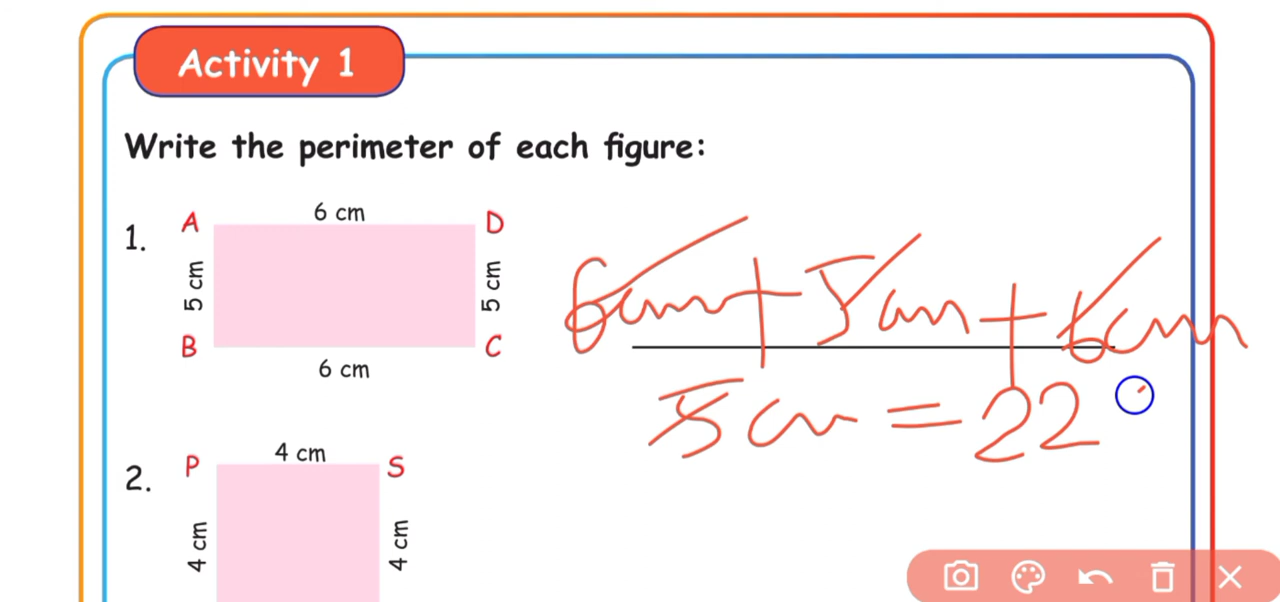 Activity 1
Write the perimeter of each figure:
1.
A
6 cm
D
5 cm
5 cm
B
6 cm
C
6cm + 5cm + 6cm
5cm = 22
2.
P
4 cm
S
4 cm
4 cm